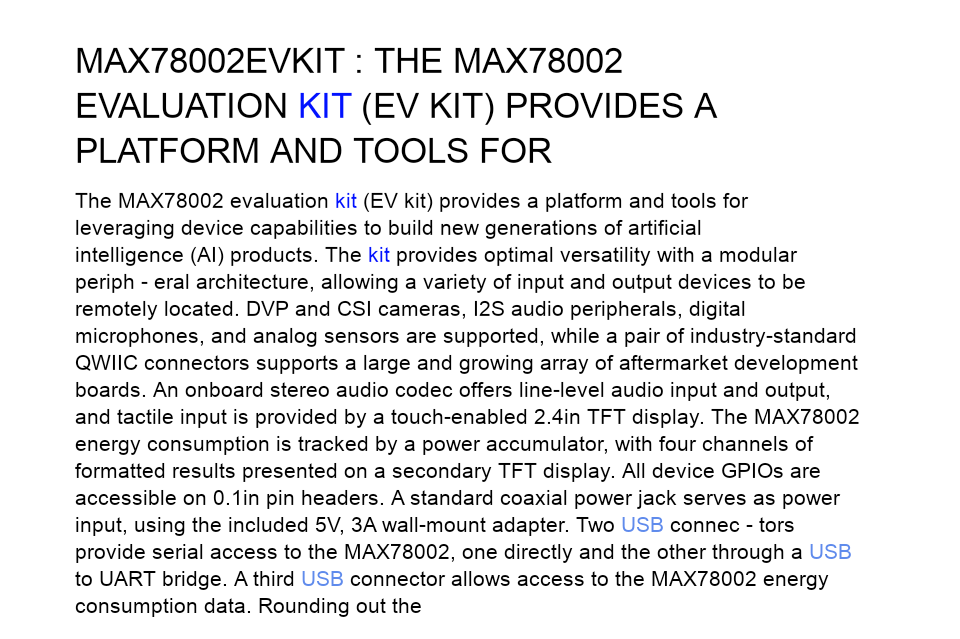 MAX78002EVKIT : THE MAX78002
EVALUATION KIT (EV KIT) PROVIDES A
PLATFORM AND TOOLS FOR
The MAX78002 evaluation kit (EV kit) provides a platform and tools for
leveraging device capabilities to build new generations of artificial
intelligence (AI) products. The kit provides optimal versatility with a modular
periph - eral architecture, allowing a variety of input and output devices to be
remotely located. DVP and CSI cameras, I2S audio peripherals, digital
microphones, and analog sensors are supported, while a pair of industry-standard
QWIIC connectors supports a large and growing array of aftermarket development
boards. An onboard stereo audio codec offers line-level audio input and output,
and tactile input is provided by a touch-enabled 2.4in TFT display. The MAX78002
energy consumption is tracked by a power accumulator, with four channels of
formatted results presented on a secondary TFT display. All device GPIOs are
accessible on 0.1in pin headers. A standard coaxial power jack serves as power
input, using the included 5V, 3A wall-mount adapter. Two USB connec - tors
provide serial access to the MAX78002, one directly and the other through a USB
to UART bridge. A third USB connector allows access to the MAX78002 energy
consumption data. Rounding out the